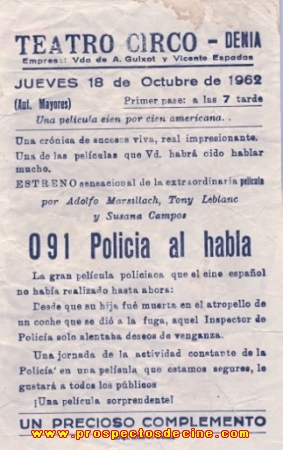 TEATRO CIRCO - DENIA
Empresa: Vdo de A. Guixot y Vicente Espadas
JUEVES 18 de Octubre de 1962
(Aut. Mayores) Primer pase: a las 7 tarde
Una película cien por cien americana. .
Una crónica de sucesos viva, real impresionante.
Una de las películas que Vd. habrá oido hablar
mucho.
ESTRENO sensacional de la extraordinaria película
por Adolfo Marsillach, Tony Leblanc
y Susana Campos
091 Policia al habla
La gran película policiaca que el cine español
no había realizado hasta ahora:
Desde que su hija fué muerta en el atropello de
un coche que se dió a la fuga, aquel Inspector de
Policía solo alentaba deseos de venganza.
Una jornada de la actividad constante de la
Policía en una película que estamos segures, le
gustará a todos los públicos
¡Una película sorprendente!
UN PRECIOSO COMPLEMENTO
www.prospectosdecine.com